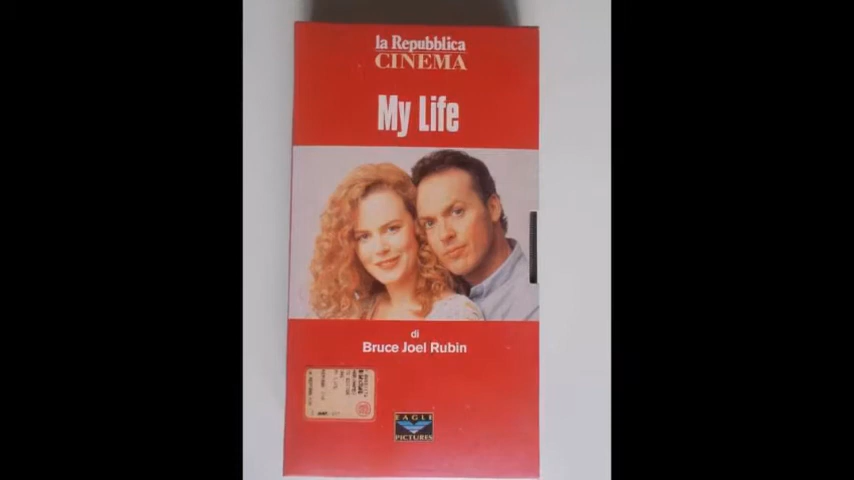 la Repubblica
CINEMA
My Life
di
Bruce Joel Rubin
EAGLE
PICTURES